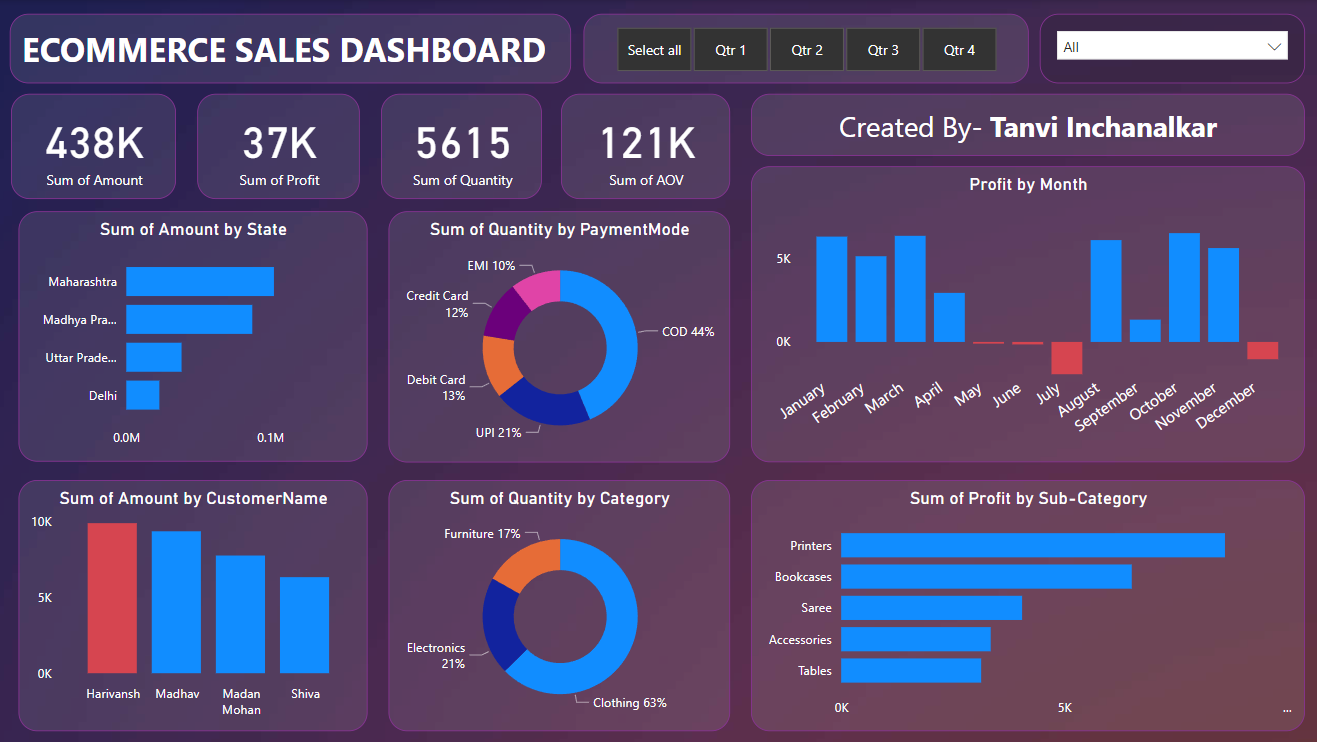 ECOMMERCE SALES DASHBOARD
Select all
Qtr 1
Qtr 2
Qtr 3
Qtr 4
All
438K
Sum of Amount
37K
Sum of Profit
5615
Sum of Quantity
121K
Sum of AOV
Created By- Tanvi Inchanalkar
Sum of Amount by State
Maharashtra
Madhya Pra...
Uttar Prade...
Delhi
0.0M
0.1M
Sum of Quantity by PaymentMode
EMI 10%
Credit Card
12%
COD 44%
Debit Card
13%
UPI 21%
Profit by Month
5K
0K
January
February
March
April
May
June
July
August
September
October
November
December
Sum of Amount by CustomerName
10K
5K
0K
Harivansh
Madhav
Madan
Mohan
Shiva
Sum of Quantity by Category
Furniture 17%
Electronics
21%
Clothing 63%
Sum of Profit by Sub-Category
Printers
Bookcases
Saree
Accessories
Tables
0K
5K
...